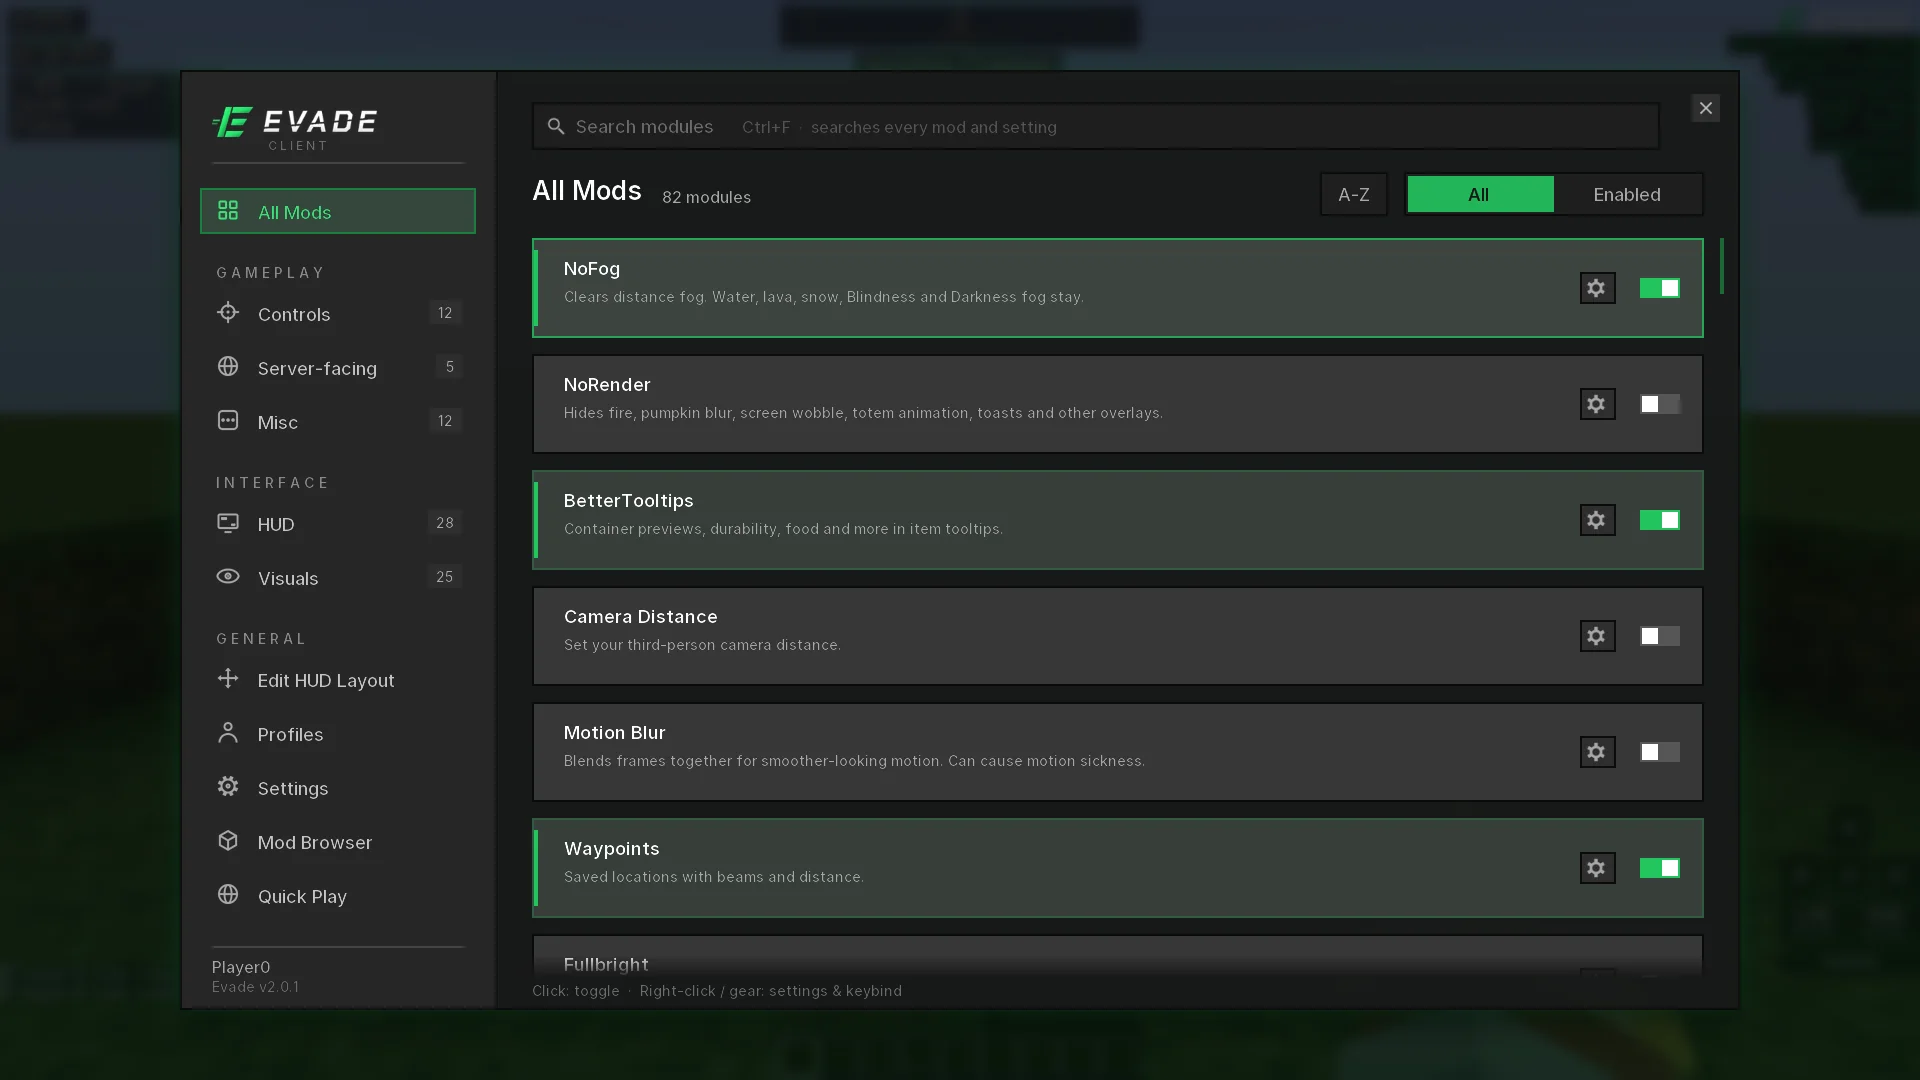 EVADE
CLIENT
All Mods
GAMEPLAY
Controls 12
Server-facing 5
Misc 12
INTERFACE
HUD 28
Visuals 25
GENERAL
Edit HUD Layout
Profiles
Settings
Mod Browser
Quick Play
Player0
Evade v2.0.1
Search modules Ctrl+F · searches every mod and setting
All Mods 82 modules A-Z All Enabled
NoFog
Clears distance fog. Water, lava, snow, Blindness and Darkness fog stay.
NoRender
Hides fire, pumpkin blur, screen wobble, totem animation, toasts and other overlays.
BetterTooltips
Container previews, durability, food and more in item tooltips.
Camera Distance
Set your third-person camera distance.
Motion Blur
Blends frames together for smoother-looking motion. Can cause motion sickness.
Waypoints
Saved locations with beams and distance.
Fullbright
Click: toggle · Right-click / gear: settings & keybind